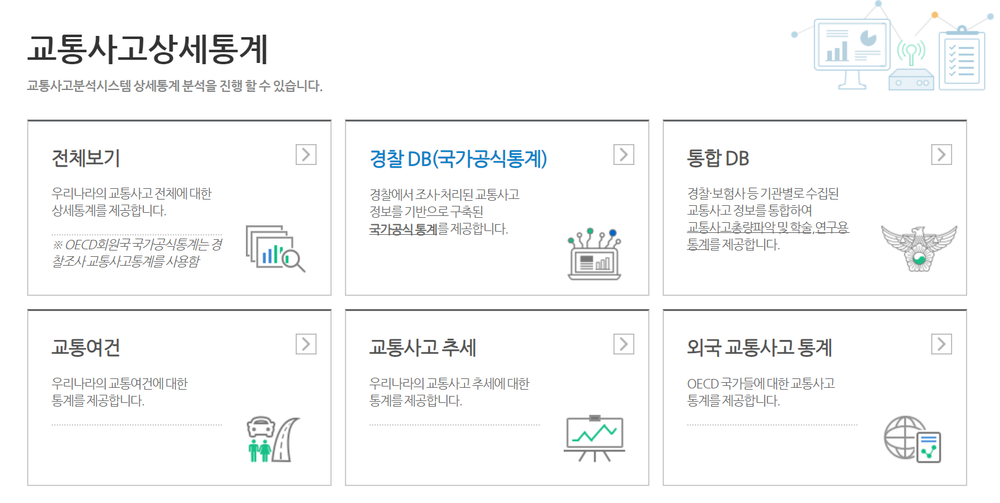 교통사고상세통계
교통사고분석시스템 상세통계 분석을 진행 할 수 있습니다.
전체보기
우리나라의 교통사고 전체에 대한
상세통계를 제공합니다.
※ OECD회원국 국가공식통계는 경
찰조사 교통사고통계를 사용함
경찰 DB(국가공식통계)
경찰에서 조사·처리된 교통사고
정보를 기반으로 구축된
국가공식 통계를 제공합니다.
통합 DB
경찰·보험사 등 기관별로 수집된
교통사고 정보를 통합하여
교통사고총량파악 및 학술,연구용
통계를 제공합니다.
교통여건
우리나라의 교통여건에 대한
통계를 제공합니다.
교통사고 추세
우리나라의 교통사고 추세에 대한
통계를 제공합니다.
외국 교통사고 통계
OECD 국가들에 대한 교통사고
통계를 제공합니다.